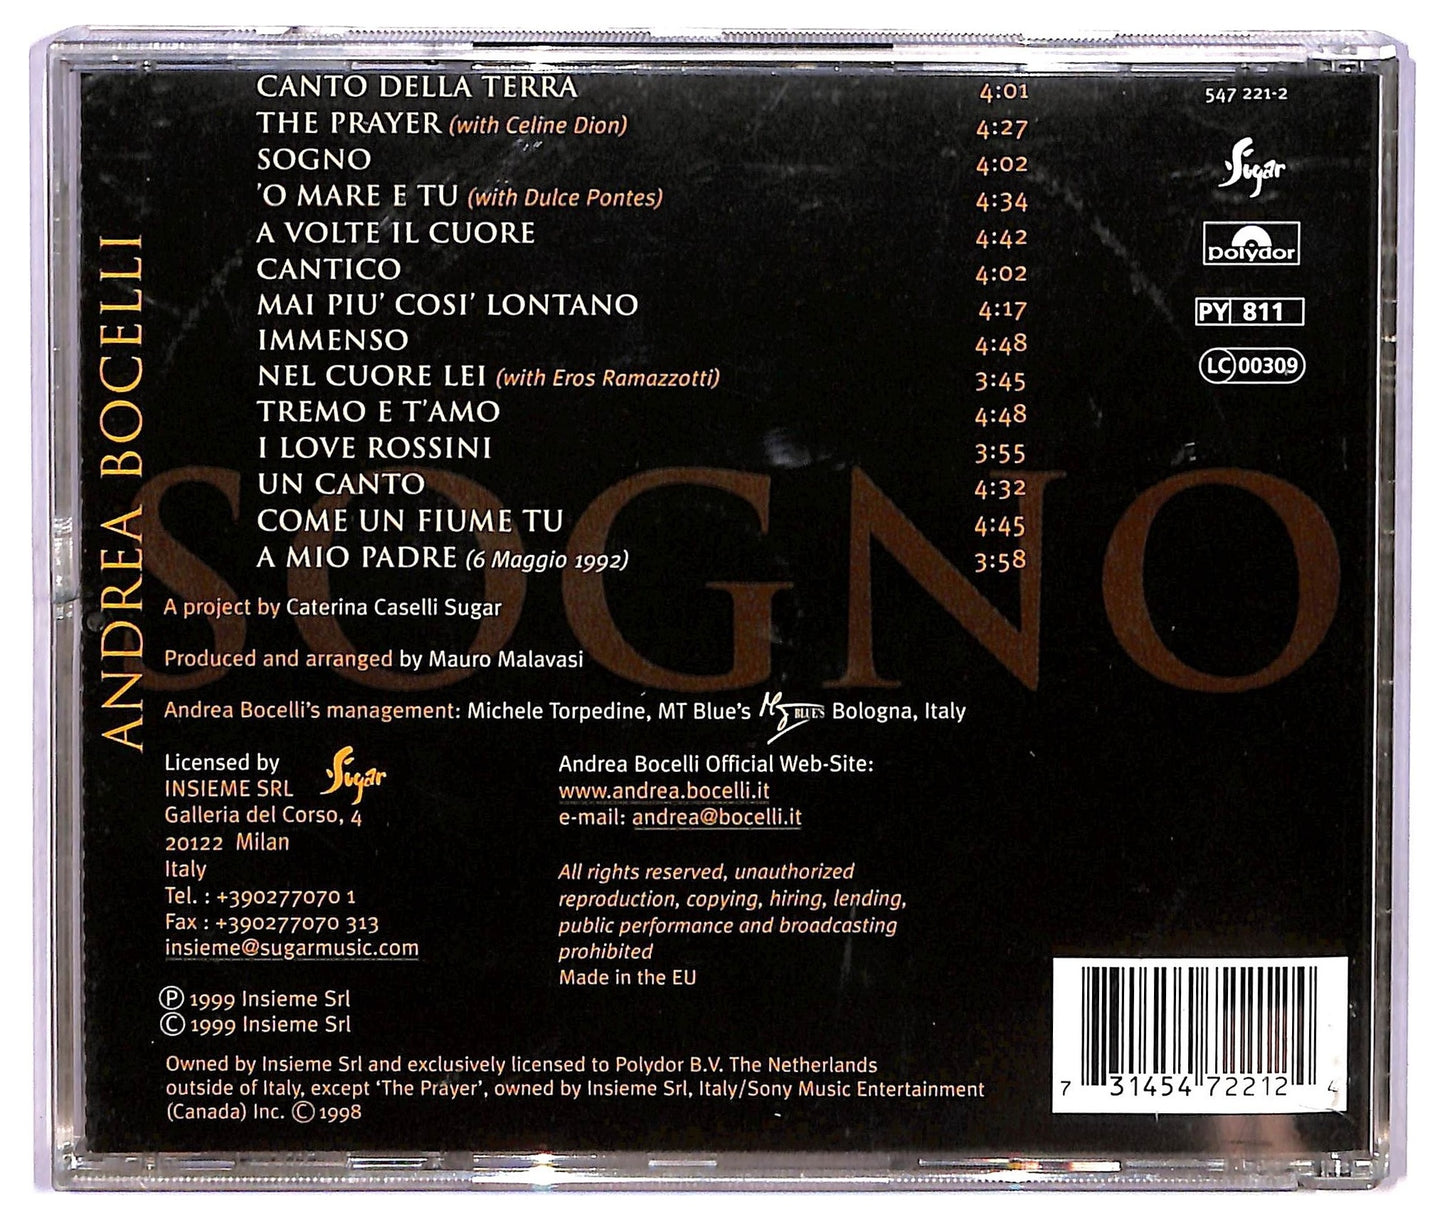 CANTO DELLA TERRA 4:01
THE PRAYER (with Celine Dion) 4:27
SOGNO 4:02
'O MARE E TU (with Dulce Pontes) 4:34
A VOLTE IL CUORE 4:42
CANTICO 4:02
MAI PIU' COSI' LONTANO 4:17
IMMENSO 4:48
NEL CUORE LEI (with Eros Ramazzotti) 3:45
TREMO E T'AMO 4:48
I LOVE ROSSINI 3:55
UN CANTO 4:32
COME UN FIUME TU 4:45
A MIO PADRE (6 Maggio 1992) 3:58
547 221-2
Sugar
polydor
PY 811
LC 00309
ANDREA BOCELLI
SOGNO
A project by Caterina Caselli Sugar
Produced and arranged by Mauro Malavasi
Andrea Bocelli's management: Michele Torpedine, MT Blue's BLUE'S Bologna, Italy
Licensed by
INSIEME SRL
Sugar
Galleria del Corso, 4
20122 Milan
Italy
Tel. : +390277070 1
Fax : +390277070 313
insieme@sugarmusic.com
Andrea Bocelli Official Web-Site:
www.andrea.bocelli.it
e-mail: andrea@bocelli.it
All rights reserved, unauthorized
reproduction, copying, hiring, lending,
public performance and broadcasting
prohibited
Made in the EU
Ⓟ 1999 Insieme Srl
© 1999 Insieme Srl
Owned by Insieme Srl and exclusively licensed to Polydor B.V. The Netherlands
outside of Italy, except 'The Prayer', owned by Insieme Srl, Italy/Sony Music Entertainment
(Canada) Inc. © 1998
7 31454 72212 4